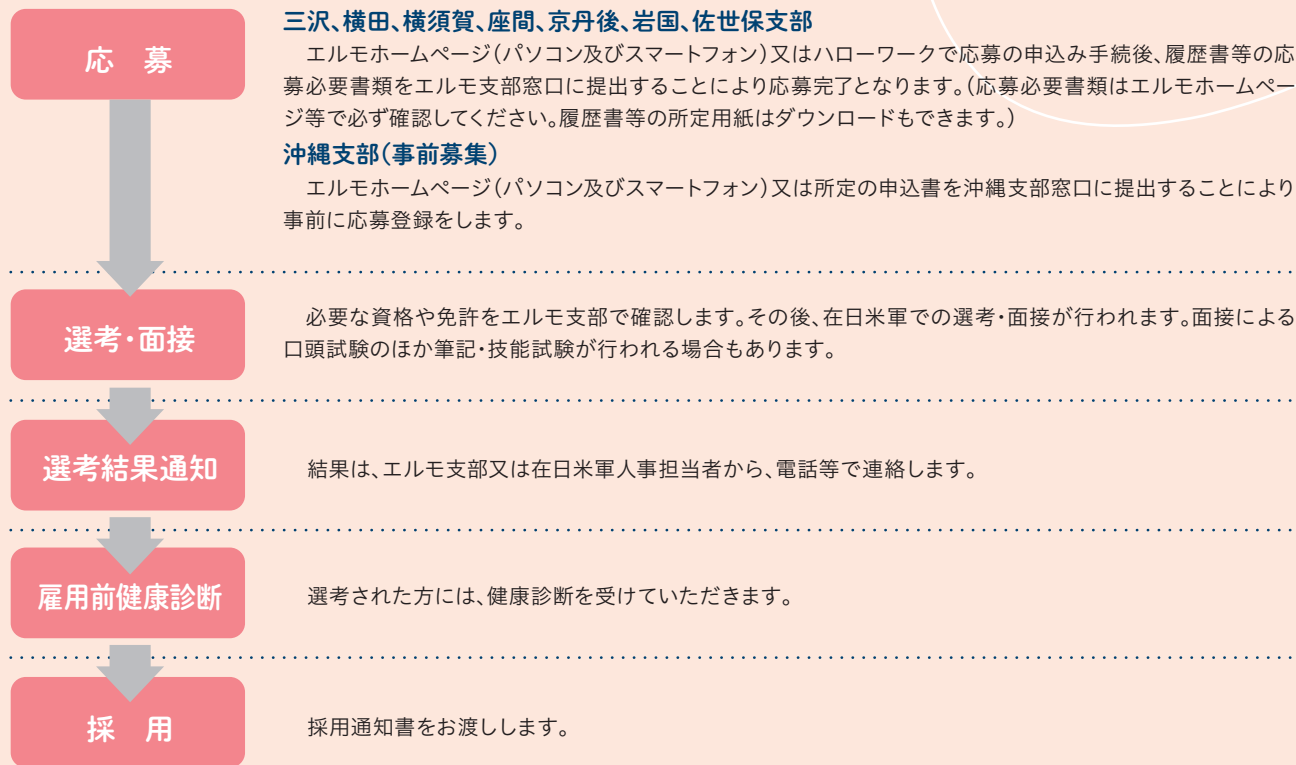 応　募
三沢、横田、横須賀、座間、京丹後、岩国、佐世保支部
　エルモホームページ（パソコン及びスマートフォン）又はハローワークで応募の申込み手続後、履歴書等の応
募必要書類をエルモ支部窓口に提出することにより応募完了となります。（応募必要書類はエルモホームペー
ジ等で必ず確認してください。履歴書等の所定用紙はダウンロードもできます。）
沖縄支部（事前募集）
　エルモホームページ（パソコン及びスマートフォン）又は所定の申込書を沖縄支部窓口に提出することにより
事前に応募登録をします。
選考・面接
　必要な資格や免許をエルモ支部で確認します。その後、在日米軍での選考・面接が行われます。面接による
口頭試験のほか筆記・技能試験が行われる場合もあります。
選考結果通知
　結果は、エルモ支部又は在日米軍人事担当者から、電話等で連絡します。
雇用前健康診断
　選考された方には、健康診断を受けていただきます。
採　用
　採用通知書をお渡しします。